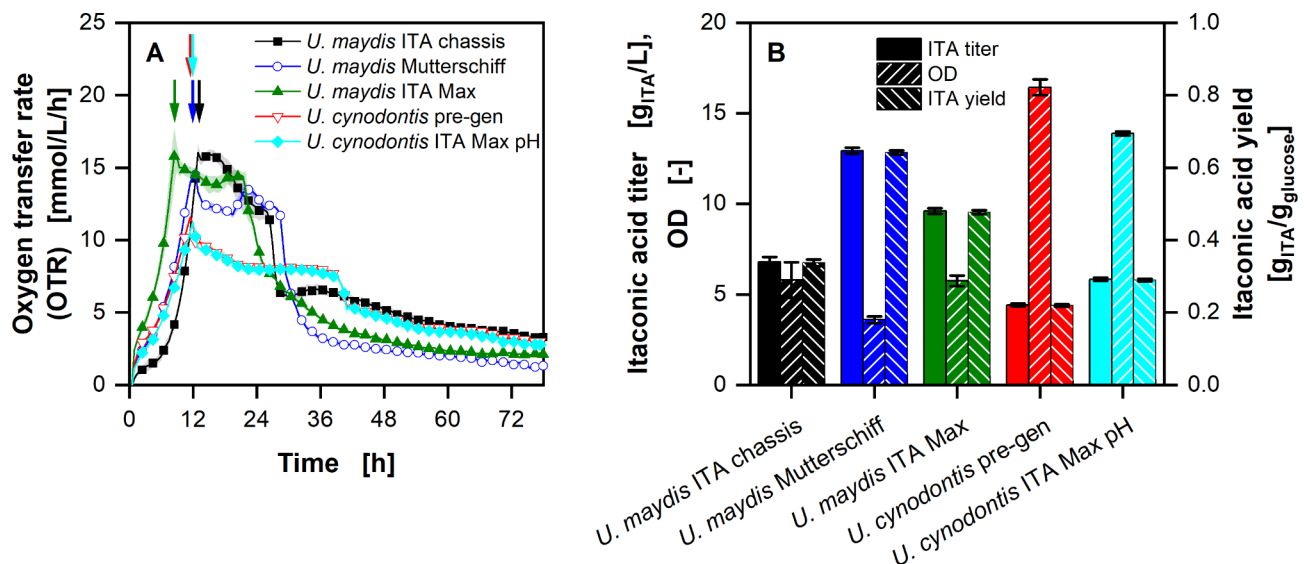 A
U. maydis ITA chassis
U. maydis Mutterschiff
U. maydis ITA Max
U. cynodontis pre-gen
U. cynodontis ITA Max pH
Oxygen transfer rate
(OTR) [mmol/L/h]
25
20
15
10
5
0
0 12 24 36 48 60 72
Time [h]
B
ITA titer
OD
ITA yield
Itaconic acid titer [g_ITA/L],
OD [-]
20
15
10
5
0
1.0
0.8
0.6
0.4
0.2
0.0
Itaconic acid yield
[g_ITA/g_glucose]
U. maydis ITA chassis
U. maydis Mutterschiff
U. maydis ITA Max
U. cynodontis pre-gen
U. cynodontis ITA Max pH